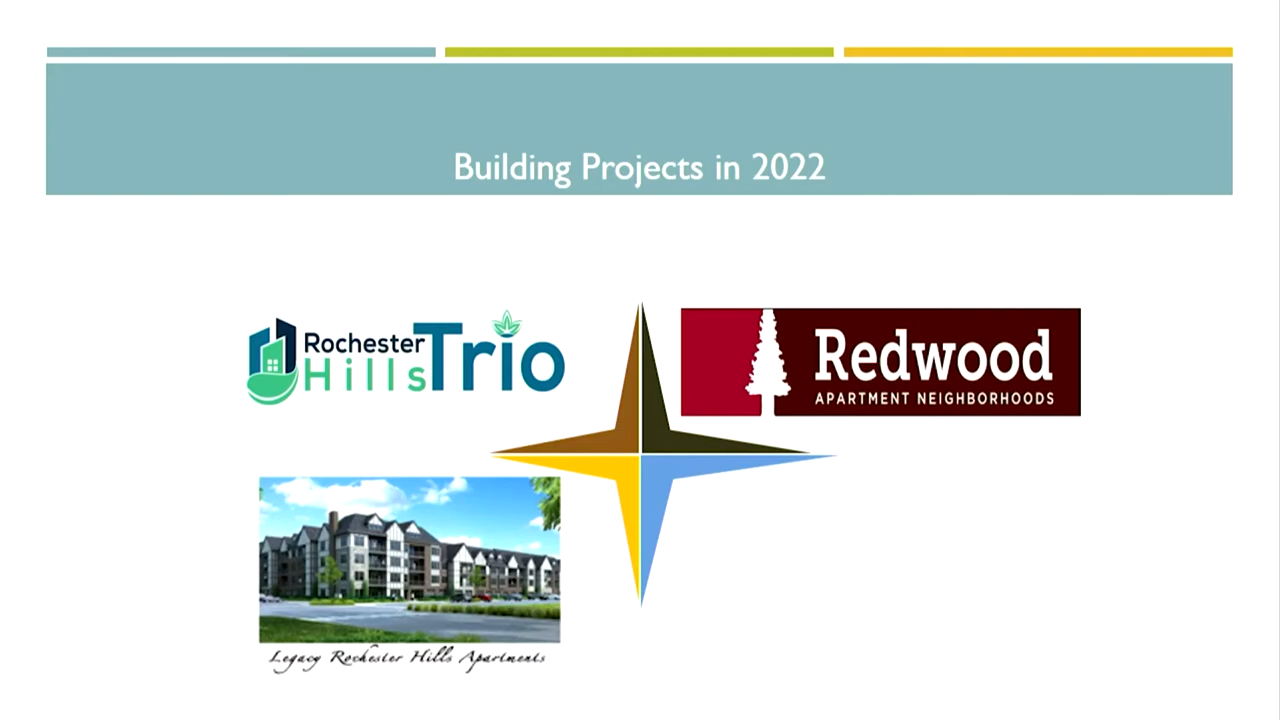 Building Projects in 2022
Rochester
Hills
Trio
Redwood
APARTMENT NEIGHBORHOODS
Legacy Rochester Hills Apartments